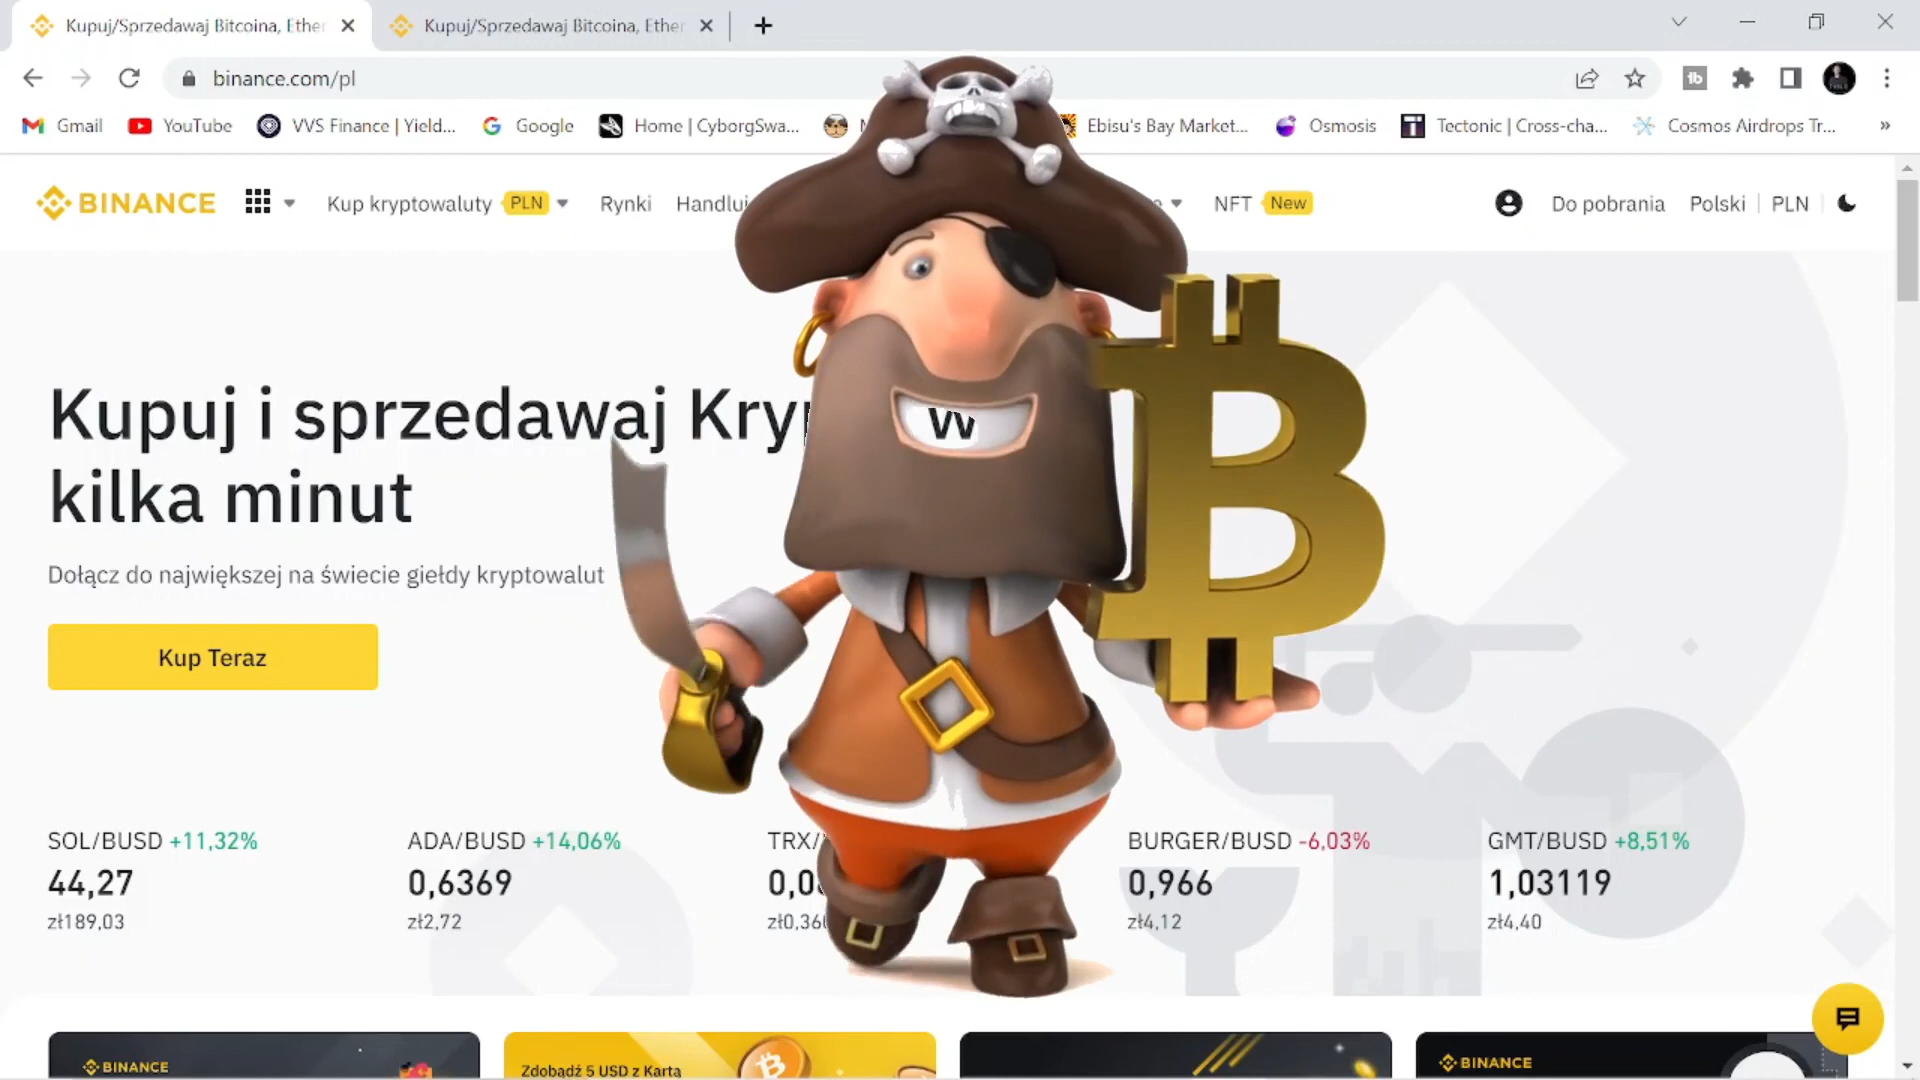 Kupuj/Sprzedawaj Bitcoina, Ether
Kupuj/Sprzedawaj Bitcoina, Ether
binance.com/pl
Gmail
YouTube
VVS Finance | Yield...
Google
Home | CyborgSwa...
Ebisu's Bay Market...
Osmosis
Tectonic | Cross-cha...
Cosmos Airdrops Tr...
»
BINANCE
Kup kryptowaluty PLN
Rynki
NFT New
Do pobrania
Polski
PLN
Kupuj i sprzedawaj
w
kilka minut
Dołącz do największej na świecie giełdy kryptowalut
Kup Teraz
SOL/BUSD +11,32%
44,27
zł189,03
ADA/BUSD +14,06%
0,6369
zł2,72
TRX/
BURGER/BUSD -6,03%
0,966
zł4,12
GMT/BUSD +8,51%
1,03119
zł4,40
BINANCE
Zdobądź 5 USD z Kartą
BINANCE